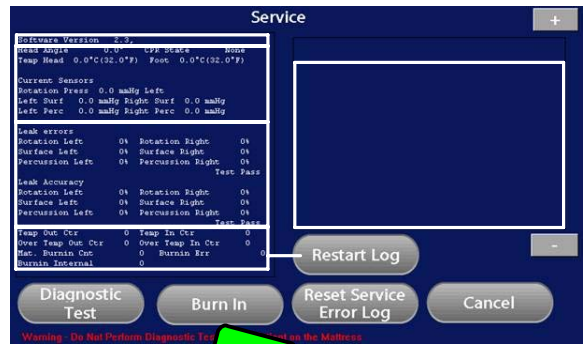 Service
+
Software Version 2.3,
Head Angle 0.0° CPR State None
Temp Head 0.0°C(32.0°F) Foot 0.0°C(32.0°F)
Current Sensors
Rotation Press 0.0 mmHg Left
Left Surf 0.0 mmHg Right Surf 0.0 mmHg
Left Perc 0.0 mmHg Right Perc 0.0 mmHg
Leak errors
Rotation Left 0% Rotation Right 0%
Surface Left 0% Surface Right 0%
Percussion Left 0% Percussion Right 0%
Test Pass
Leak Accuracy
Rotation Left 0% Rotation Right 0%
Surface Left 0% Surface Right 0%
Percussion Left 0% Percussion Right 0%
Test Pass
Temp Out Ctr 0 Temp In Ctr 0
Over Temp Out Ctr 0 Over Temp In Ctr 0
Mat. Burnin Cnt 0 Burnin Err 0
Burnin Internal 0
-
Restart Log
Diagnostic Test
Burn In
Reset Service Error Log
Cancel
Warning - Do Not Perform Diagnostic on the Mattress